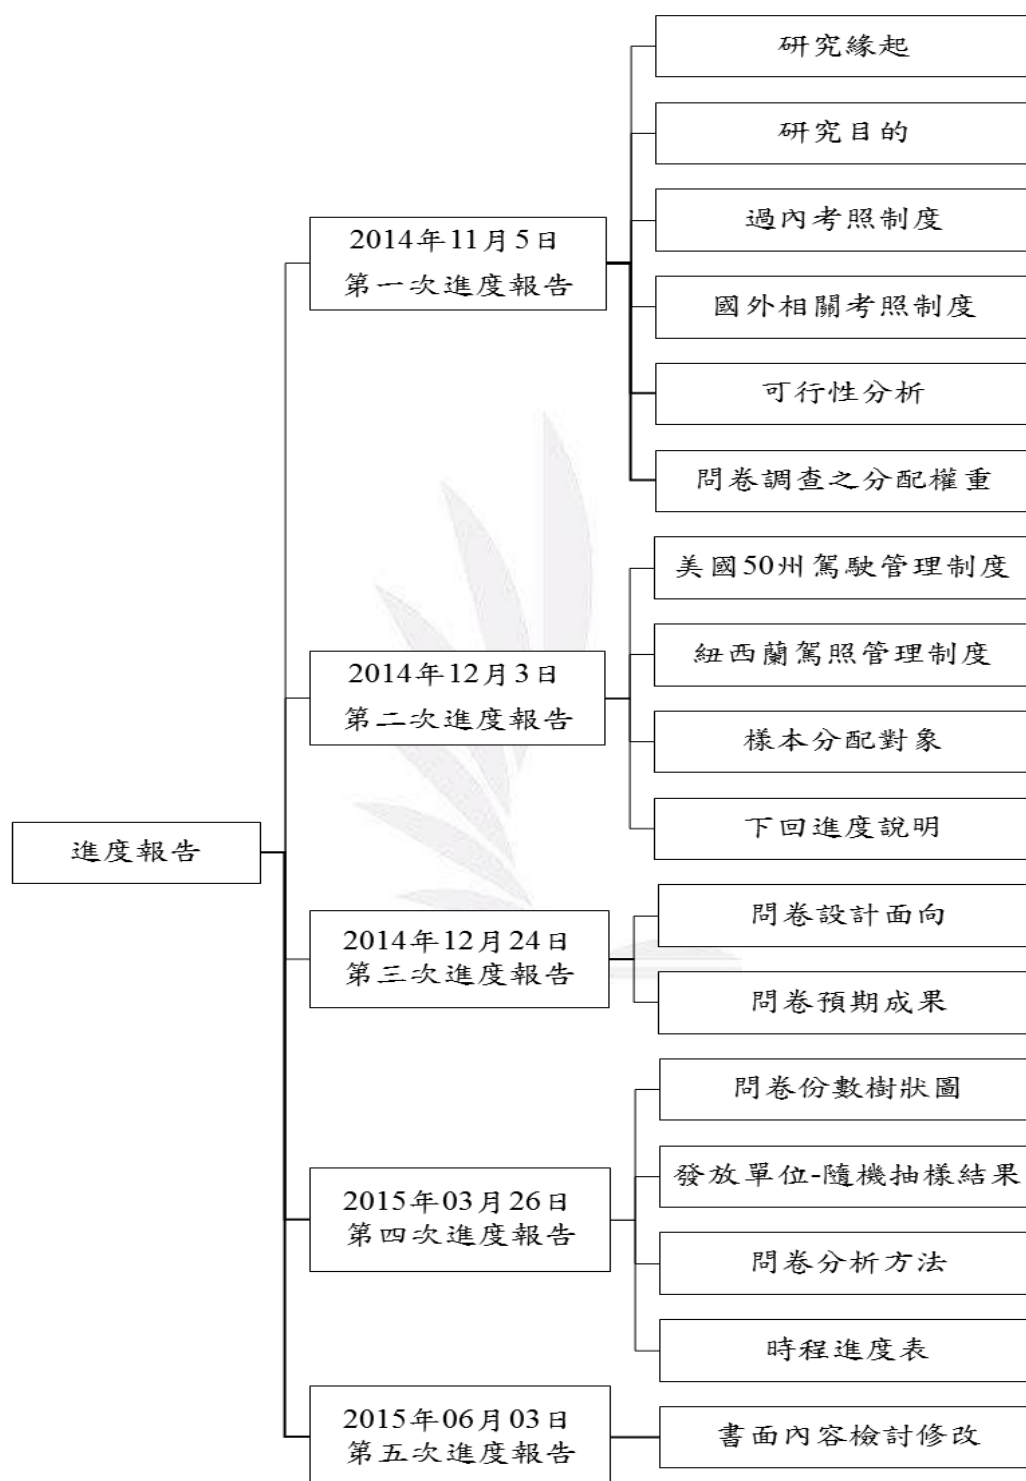 進度報告
2014年11月5日
第一次進度報告
研究緣起
研究目的
過內考照制度
國外相關考照制度
可行性分析
問卷調查之分配權重
2014年12月3日
第二次進度報告
美國50州駕駛管理制度
紐西蘭駕照管理制度
樣本分配對象
下回進度說明
2014年12月24日
第三次進度報告
問卷設計面向
問卷預期成果
2015年03月26日
第四次進度報告
問卷份數樹狀圖
發放單位-隨機抽樣結果
問卷分析方法
時程進度表
2015年06月03日
第五次進度報告
書面內容檢討修改